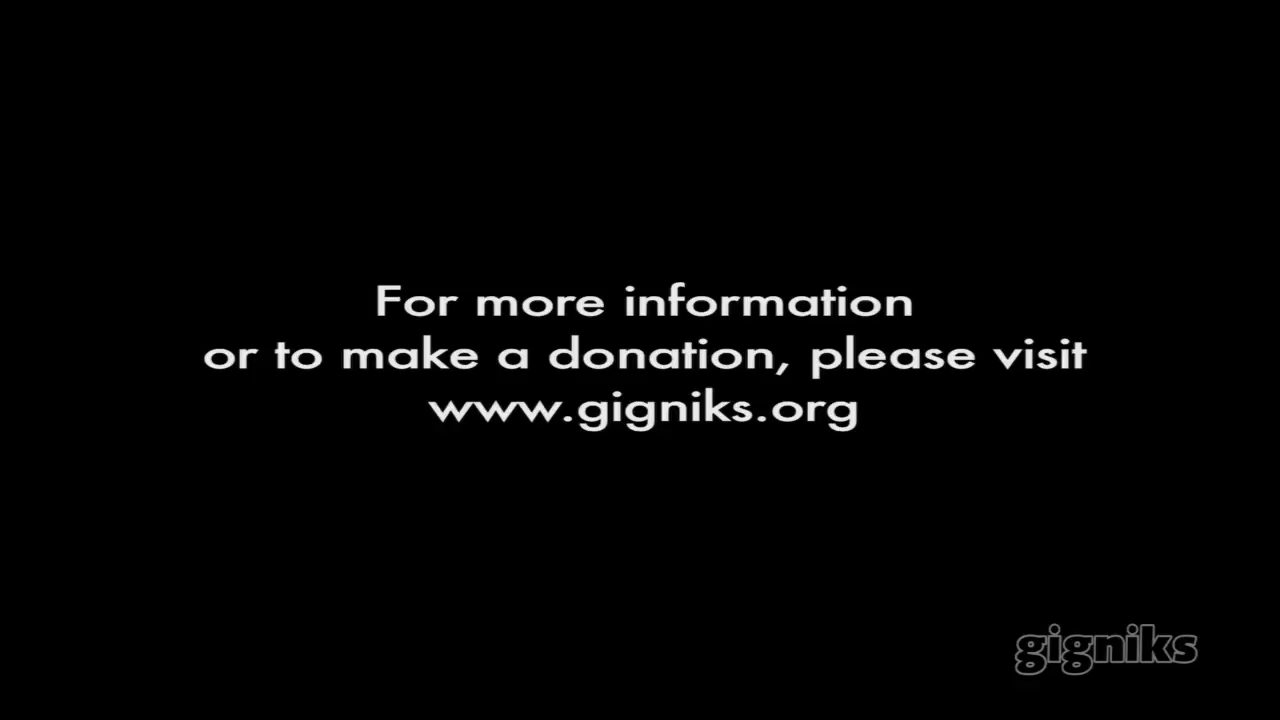 For more information
or to make a donation, please visit
www.gigniks.org
gigniks